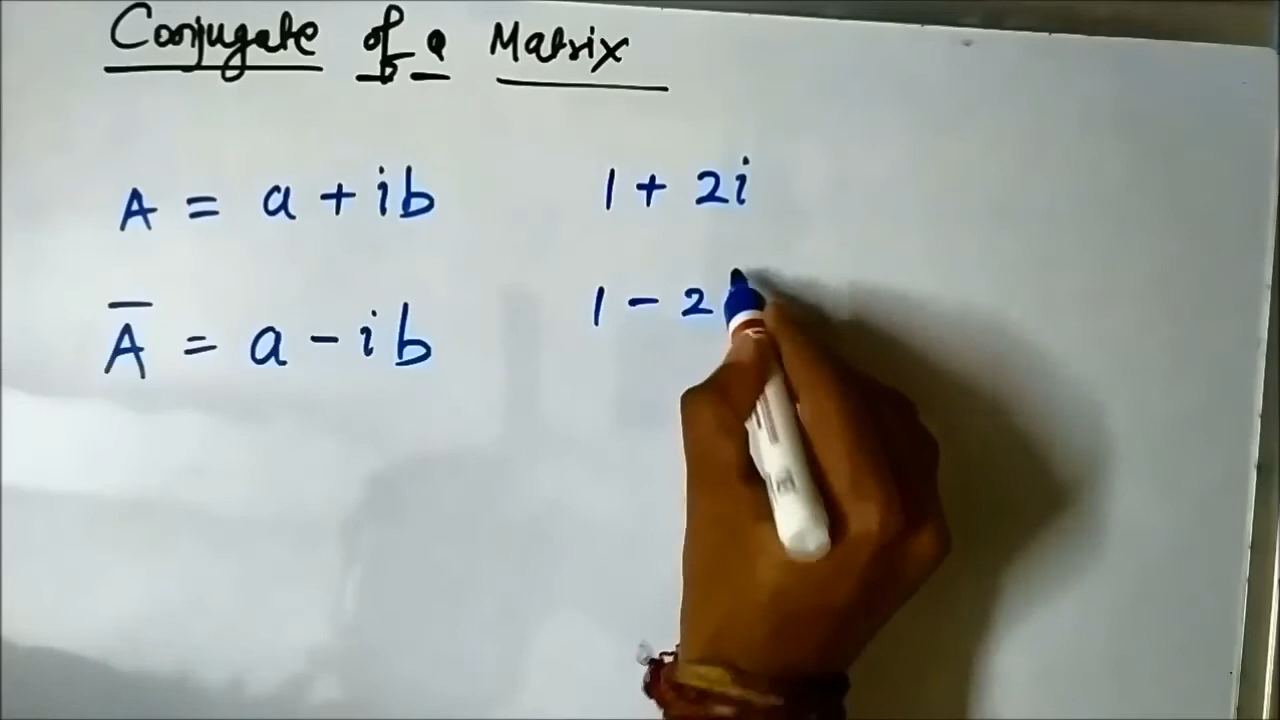 Conjugate of a Matrix
A = a + ib
1 + 2i
A̅ = a - ib
1 - 2